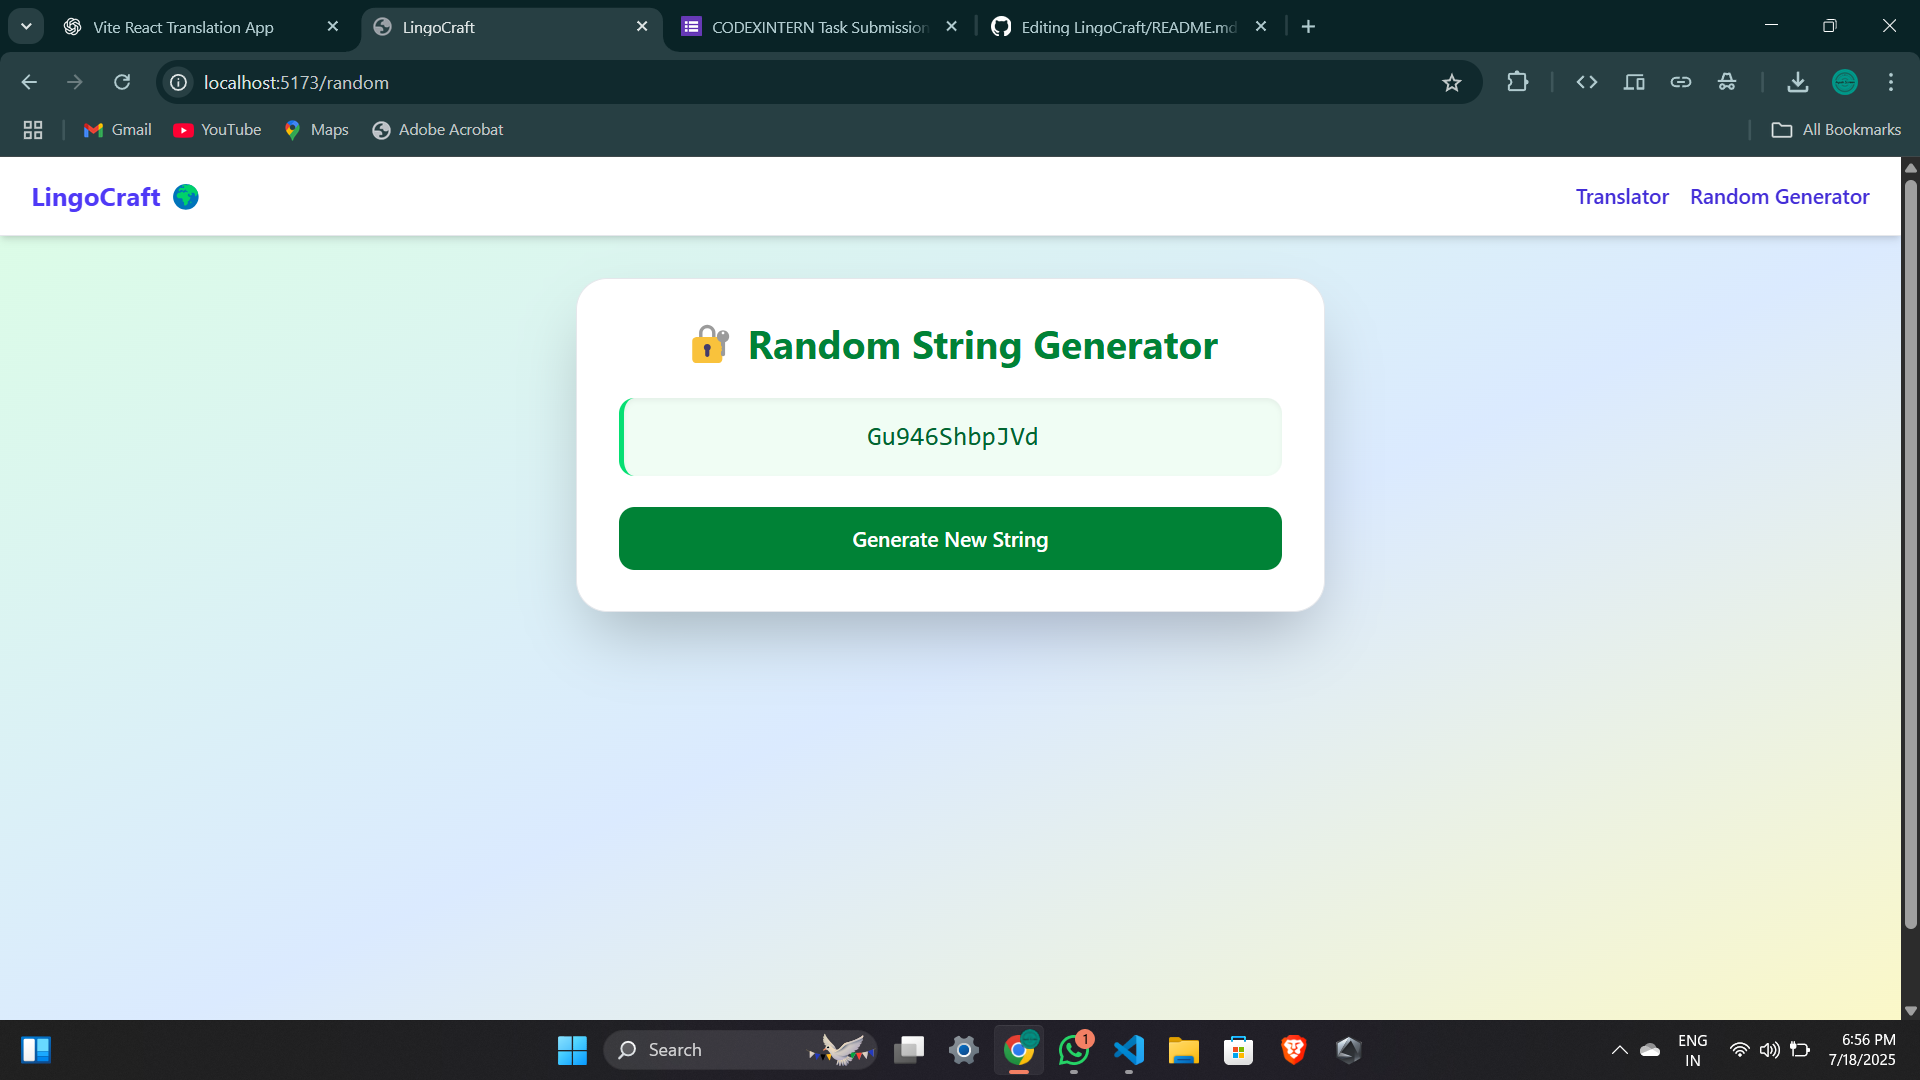 Vite React Translation App
LingoCraft
CODEXINTERN Task Submission
Editing LingoCraft/README.md
localhost:5173/random
Gmail
YouTube
Maps
Adobe Acrobat
All Bookmarks
LingoCraft
Translator
Random Generator
Random String Generator
Gu946ShbpJVd
Generate New String
Search
1
ENG
IN
6:56 PM
7/18/2025